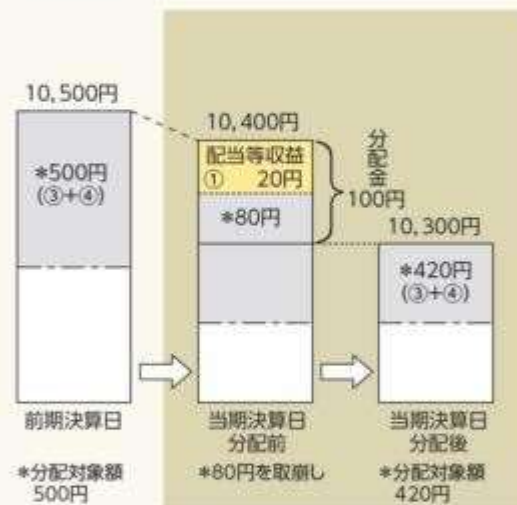 10,500円
*500円
(③+④)
前期決算日
*分配対象額
500円
10,400円
配当等収益
① 20円
*80円
分配金
100円
当期決算日
分配前
*80円を取崩し
10,300円
*420円
(③+④)
当期決算日
分配後
*分配対象額
420円